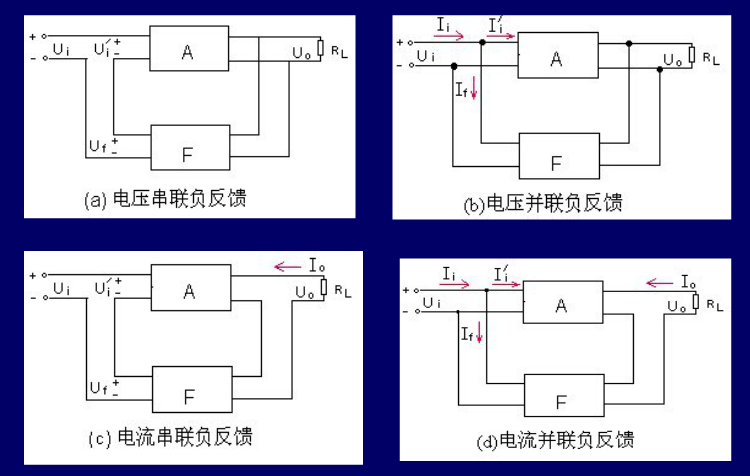 + Ui Ui′ + - A Uo RL
-
Uf + - F
(a) 电压串联负反馈
Ii Ii′
+ Ui A Uo RL
-
If
F
(b)电压并联负反馈
Io
+ Ui Ui′ + - A Uo RL
-
Uf + - F
(c) 电流串联负反馈
Ii Ii′ Io
+ Ui A Uo RL
-
If
F
(d)电流并联负反馈